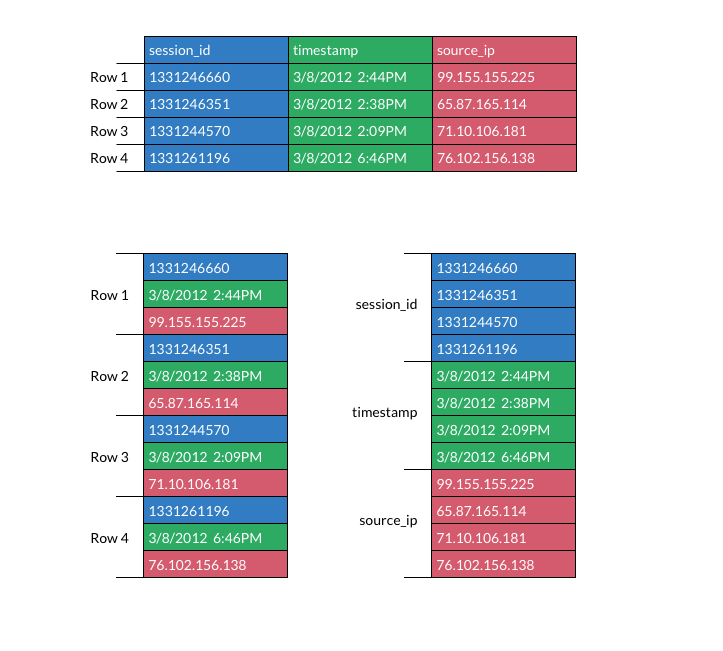 session_id timestamp source_ip
Row 1 1331246660 3/8/2012 2:44PM 99.155.155.225
Row 2 1331246351 3/8/2012 2:38PM 65.87.165.114
Row 3 1331244570 3/8/2012 2:09PM 71.10.106.181
Row 4 1331261196 3/8/2012 6:46PM 76.102.156.138
Row 1
1331246660
3/8/2012 2:44PM
99.155.155.225
Row 2
1331246351
3/8/2012 2:38PM
65.87.165.114
Row 3
1331244570
3/8/2012 2:09PM
71.10.106.181
Row 4
1331261196
3/8/2012 6:46PM
76.102.156.138
session_id
1331246660
1331246351
1331244570
1331261196
timestamp
3/8/2012 2:44PM
3/8/2012 2:38PM
3/8/2012 2:09PM
3/8/2012 6:46PM
source_ip
99.155.155.225
65.87.165.114
71.10.106.181
76.102.156.138